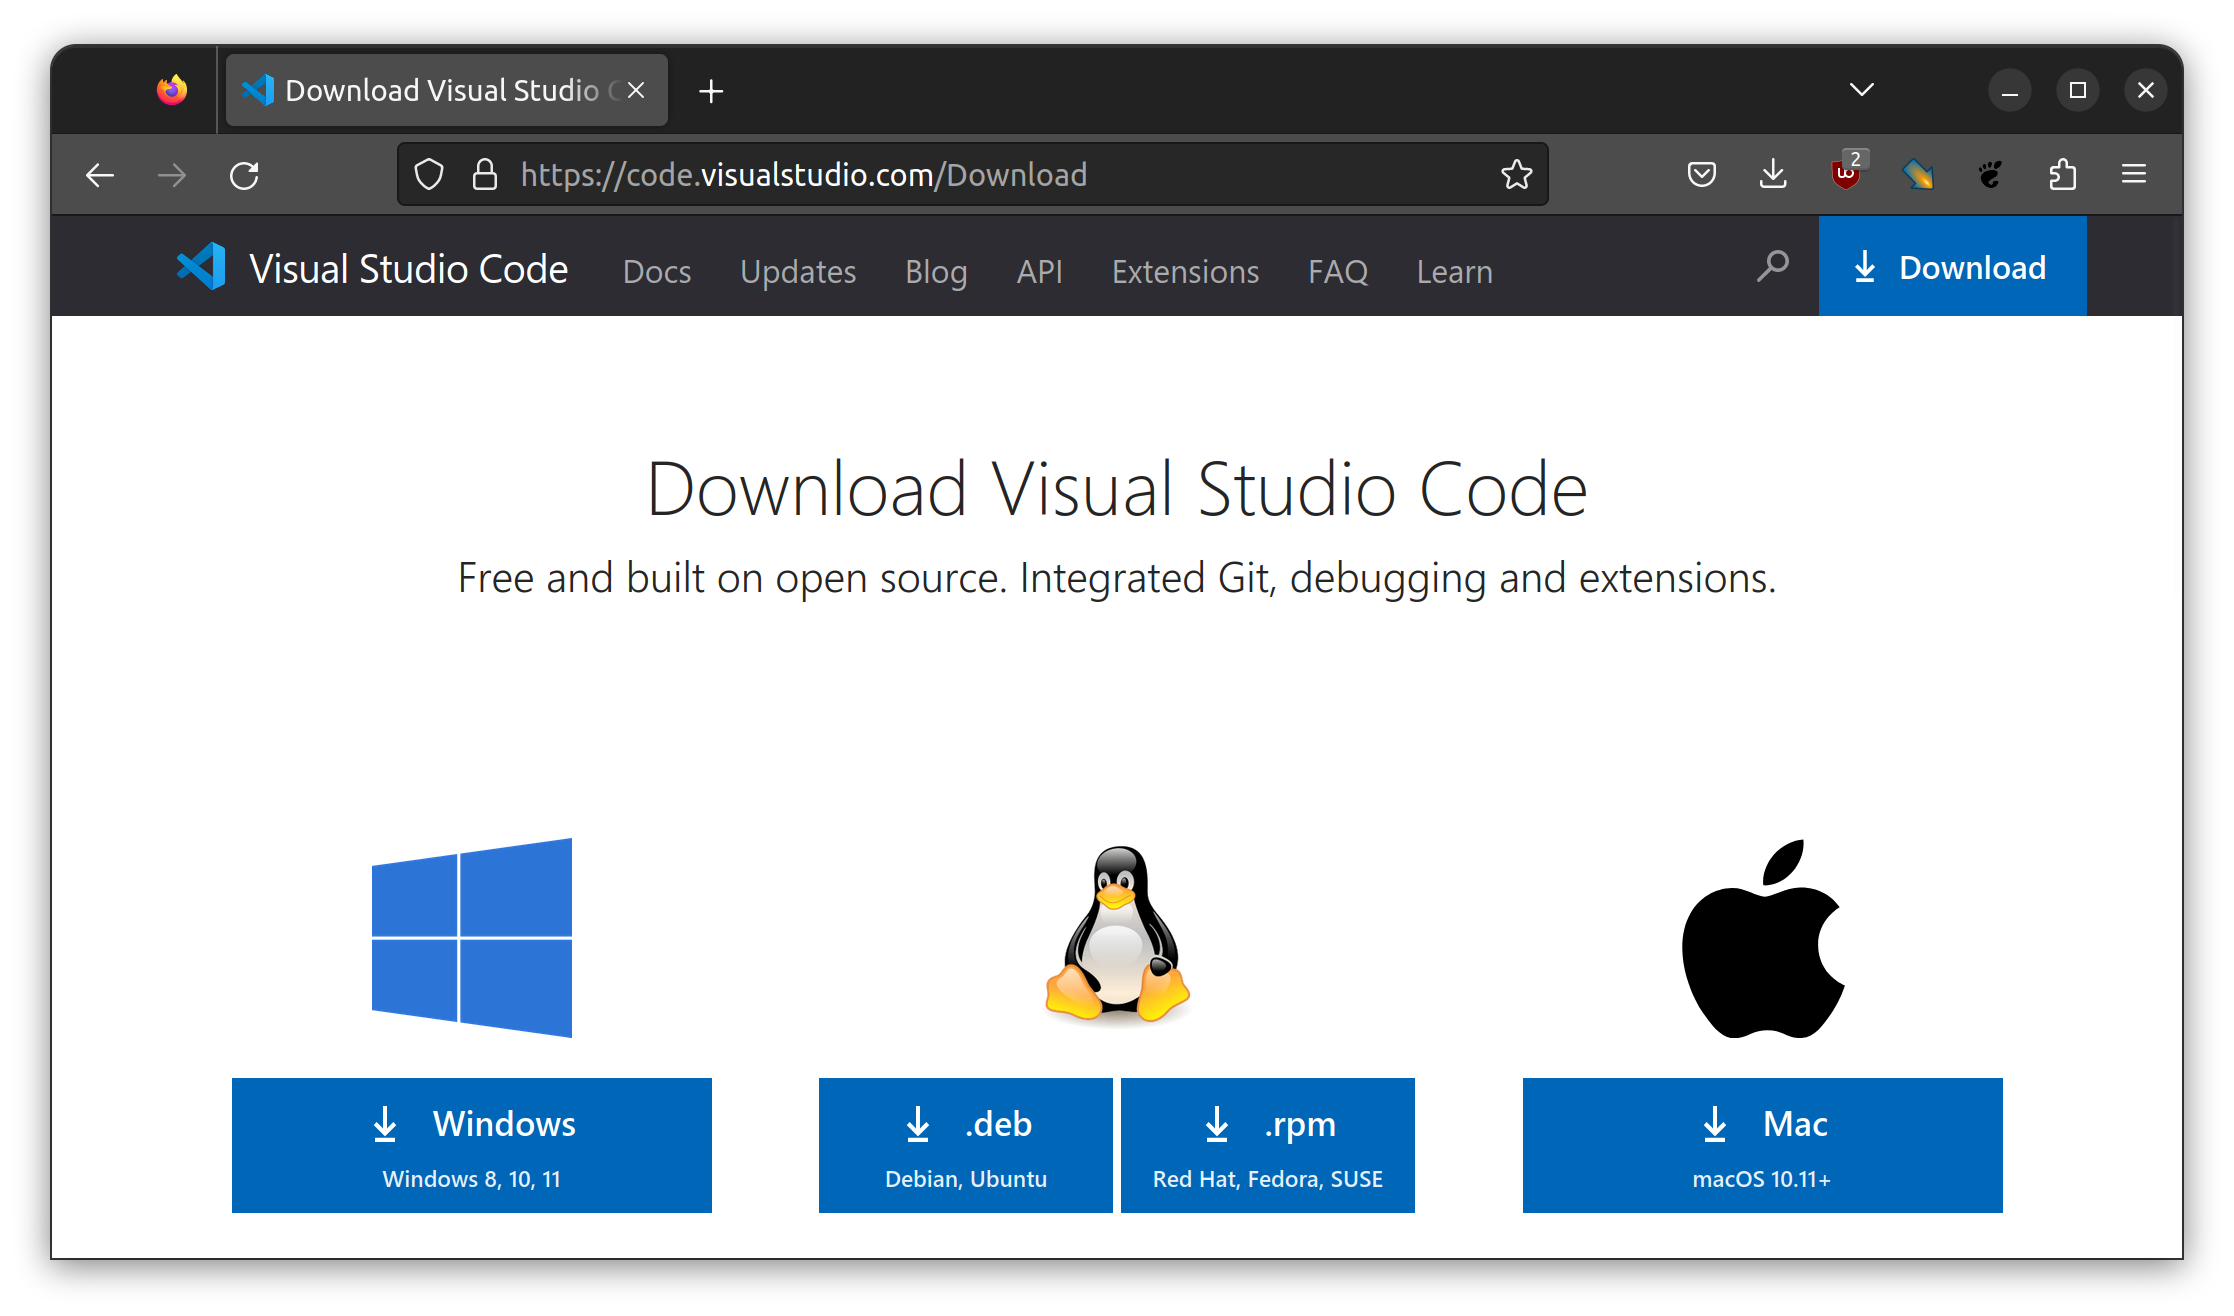 Download Visual Studio
2
https://code.visualstudio.com/Download
Visual Studio Code Docs Updates Blog API Extensions FAQ Learn Download
Download Visual Studio Code
Free and built on open source. Integrated Git, debugging and extensions.
Windows
Windows 8, 10, 11
.deb
Debian, Ubuntu
.rpm
Red Hat, Fedora, SUSE
Mac
macOS 10.11+